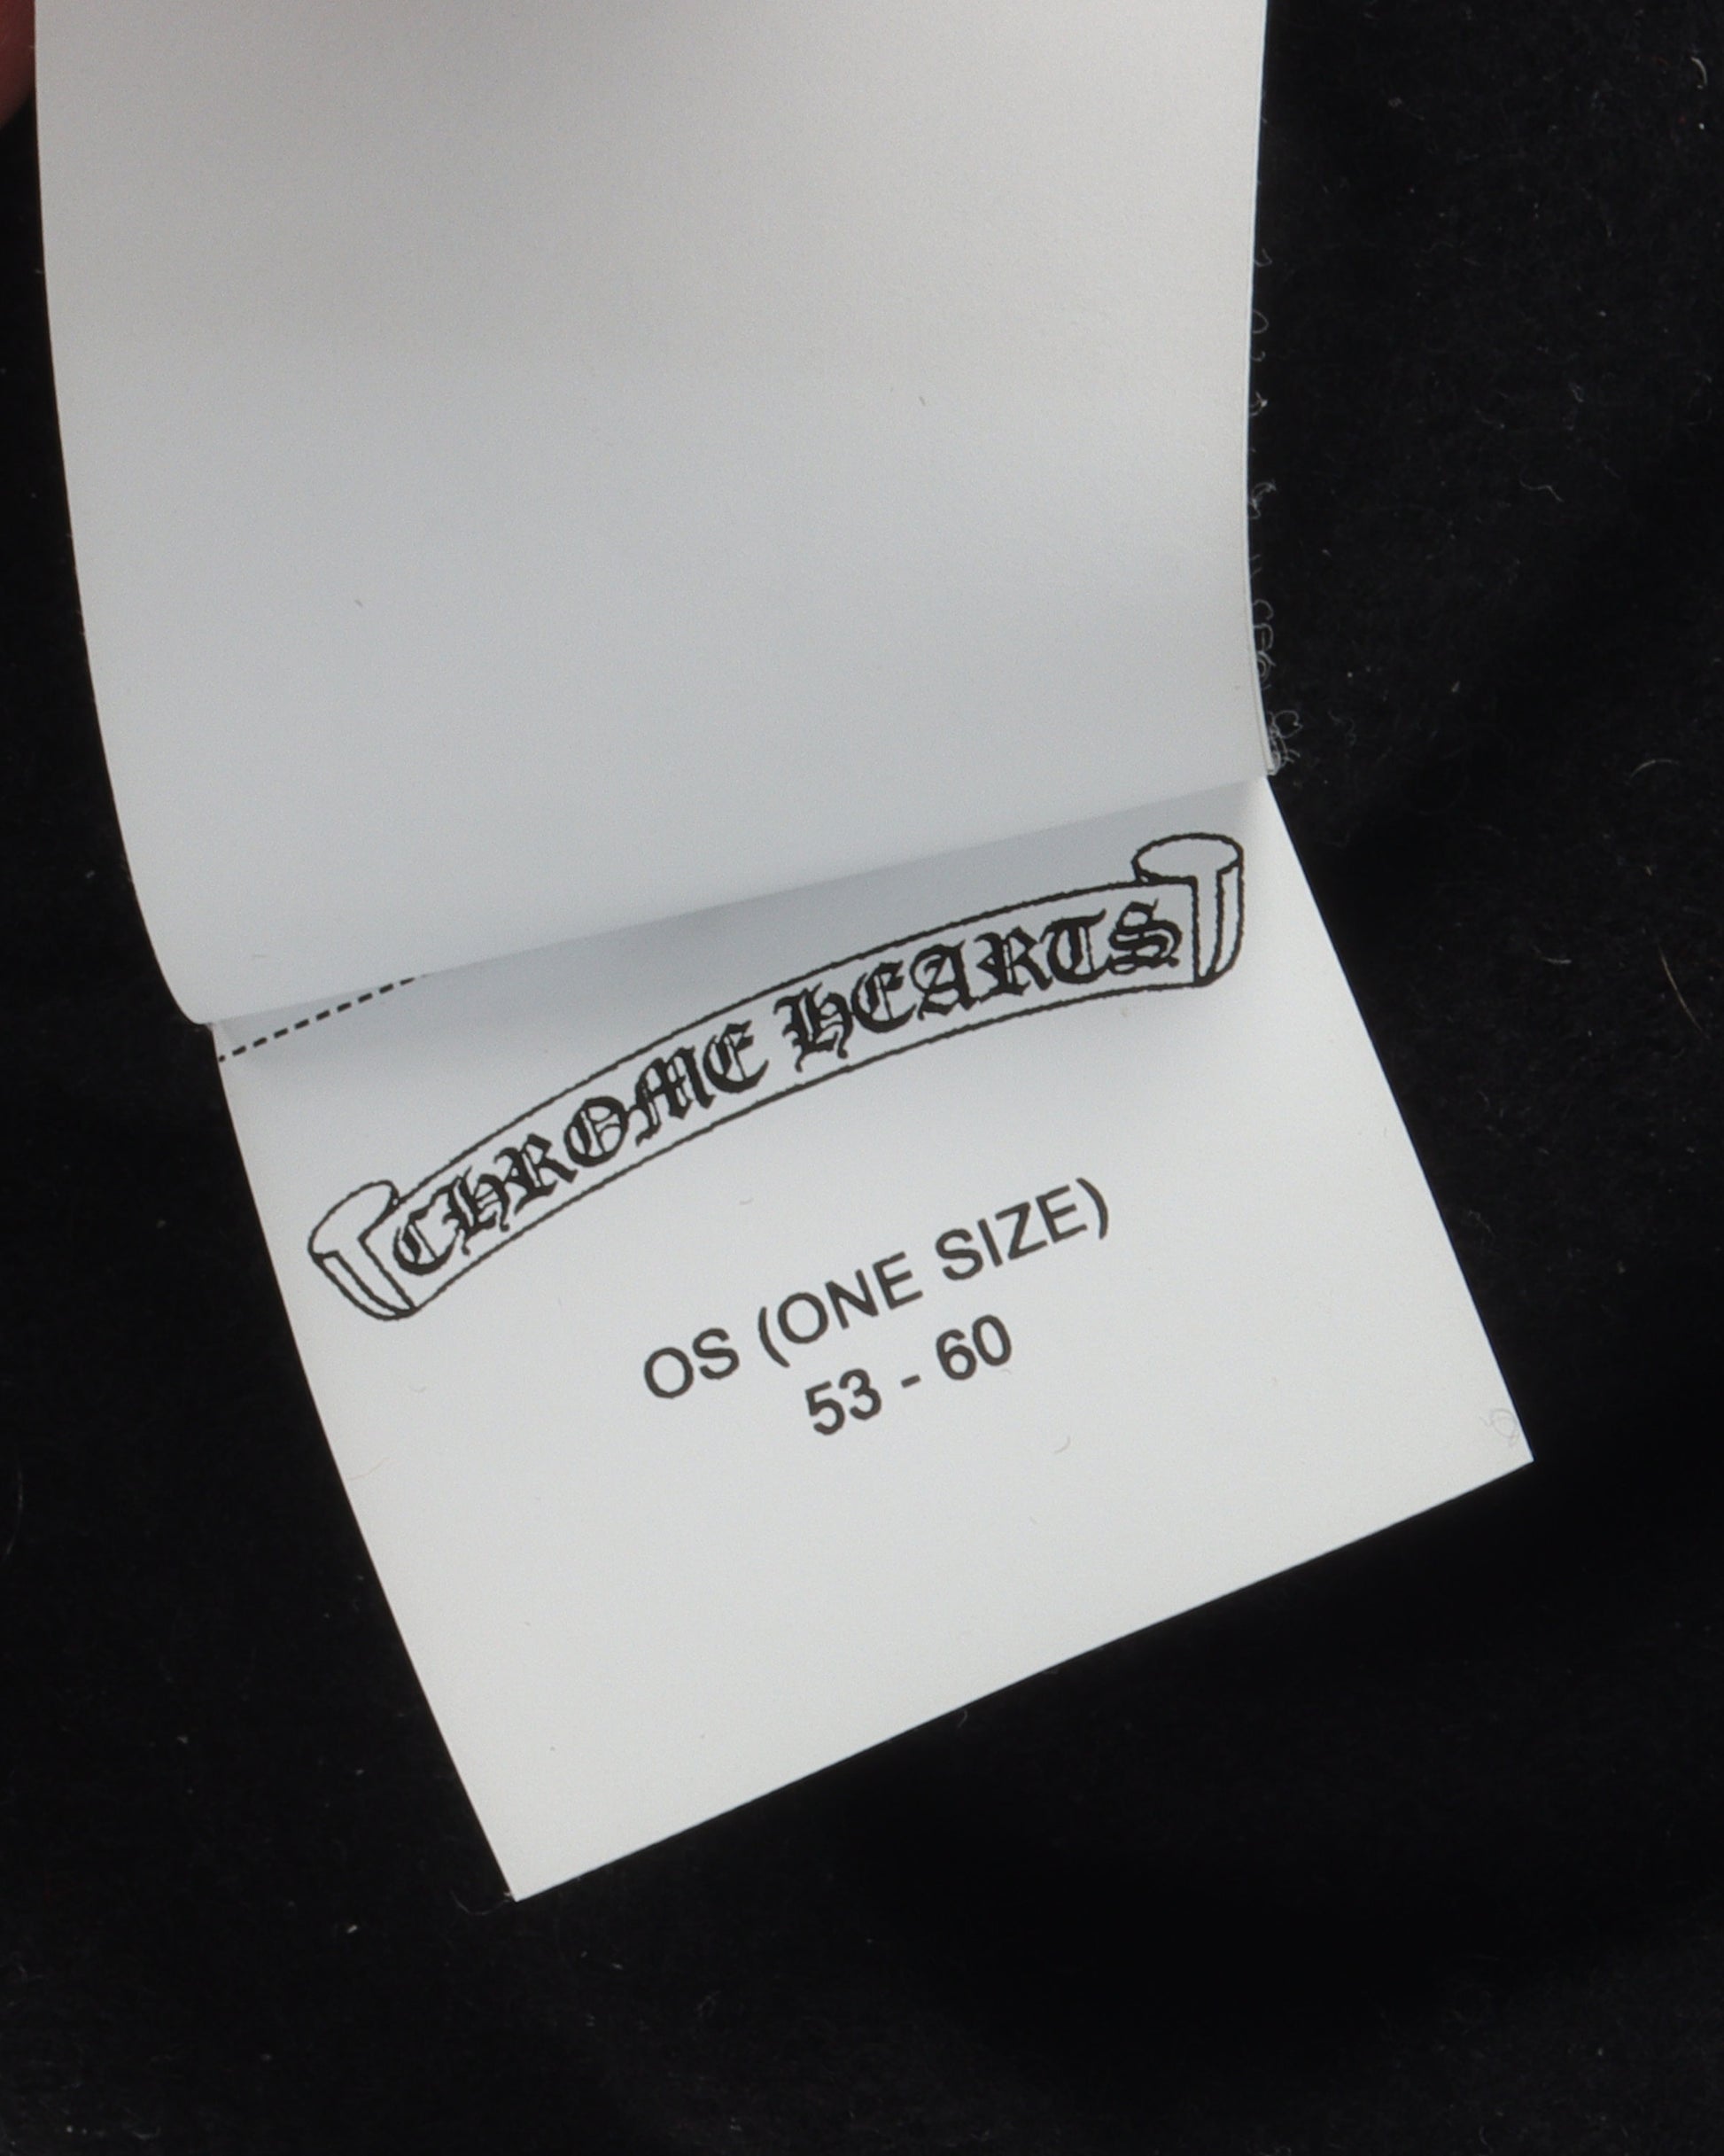 CHROME HEARTS
OS (ONE SIZE)
53 - 60